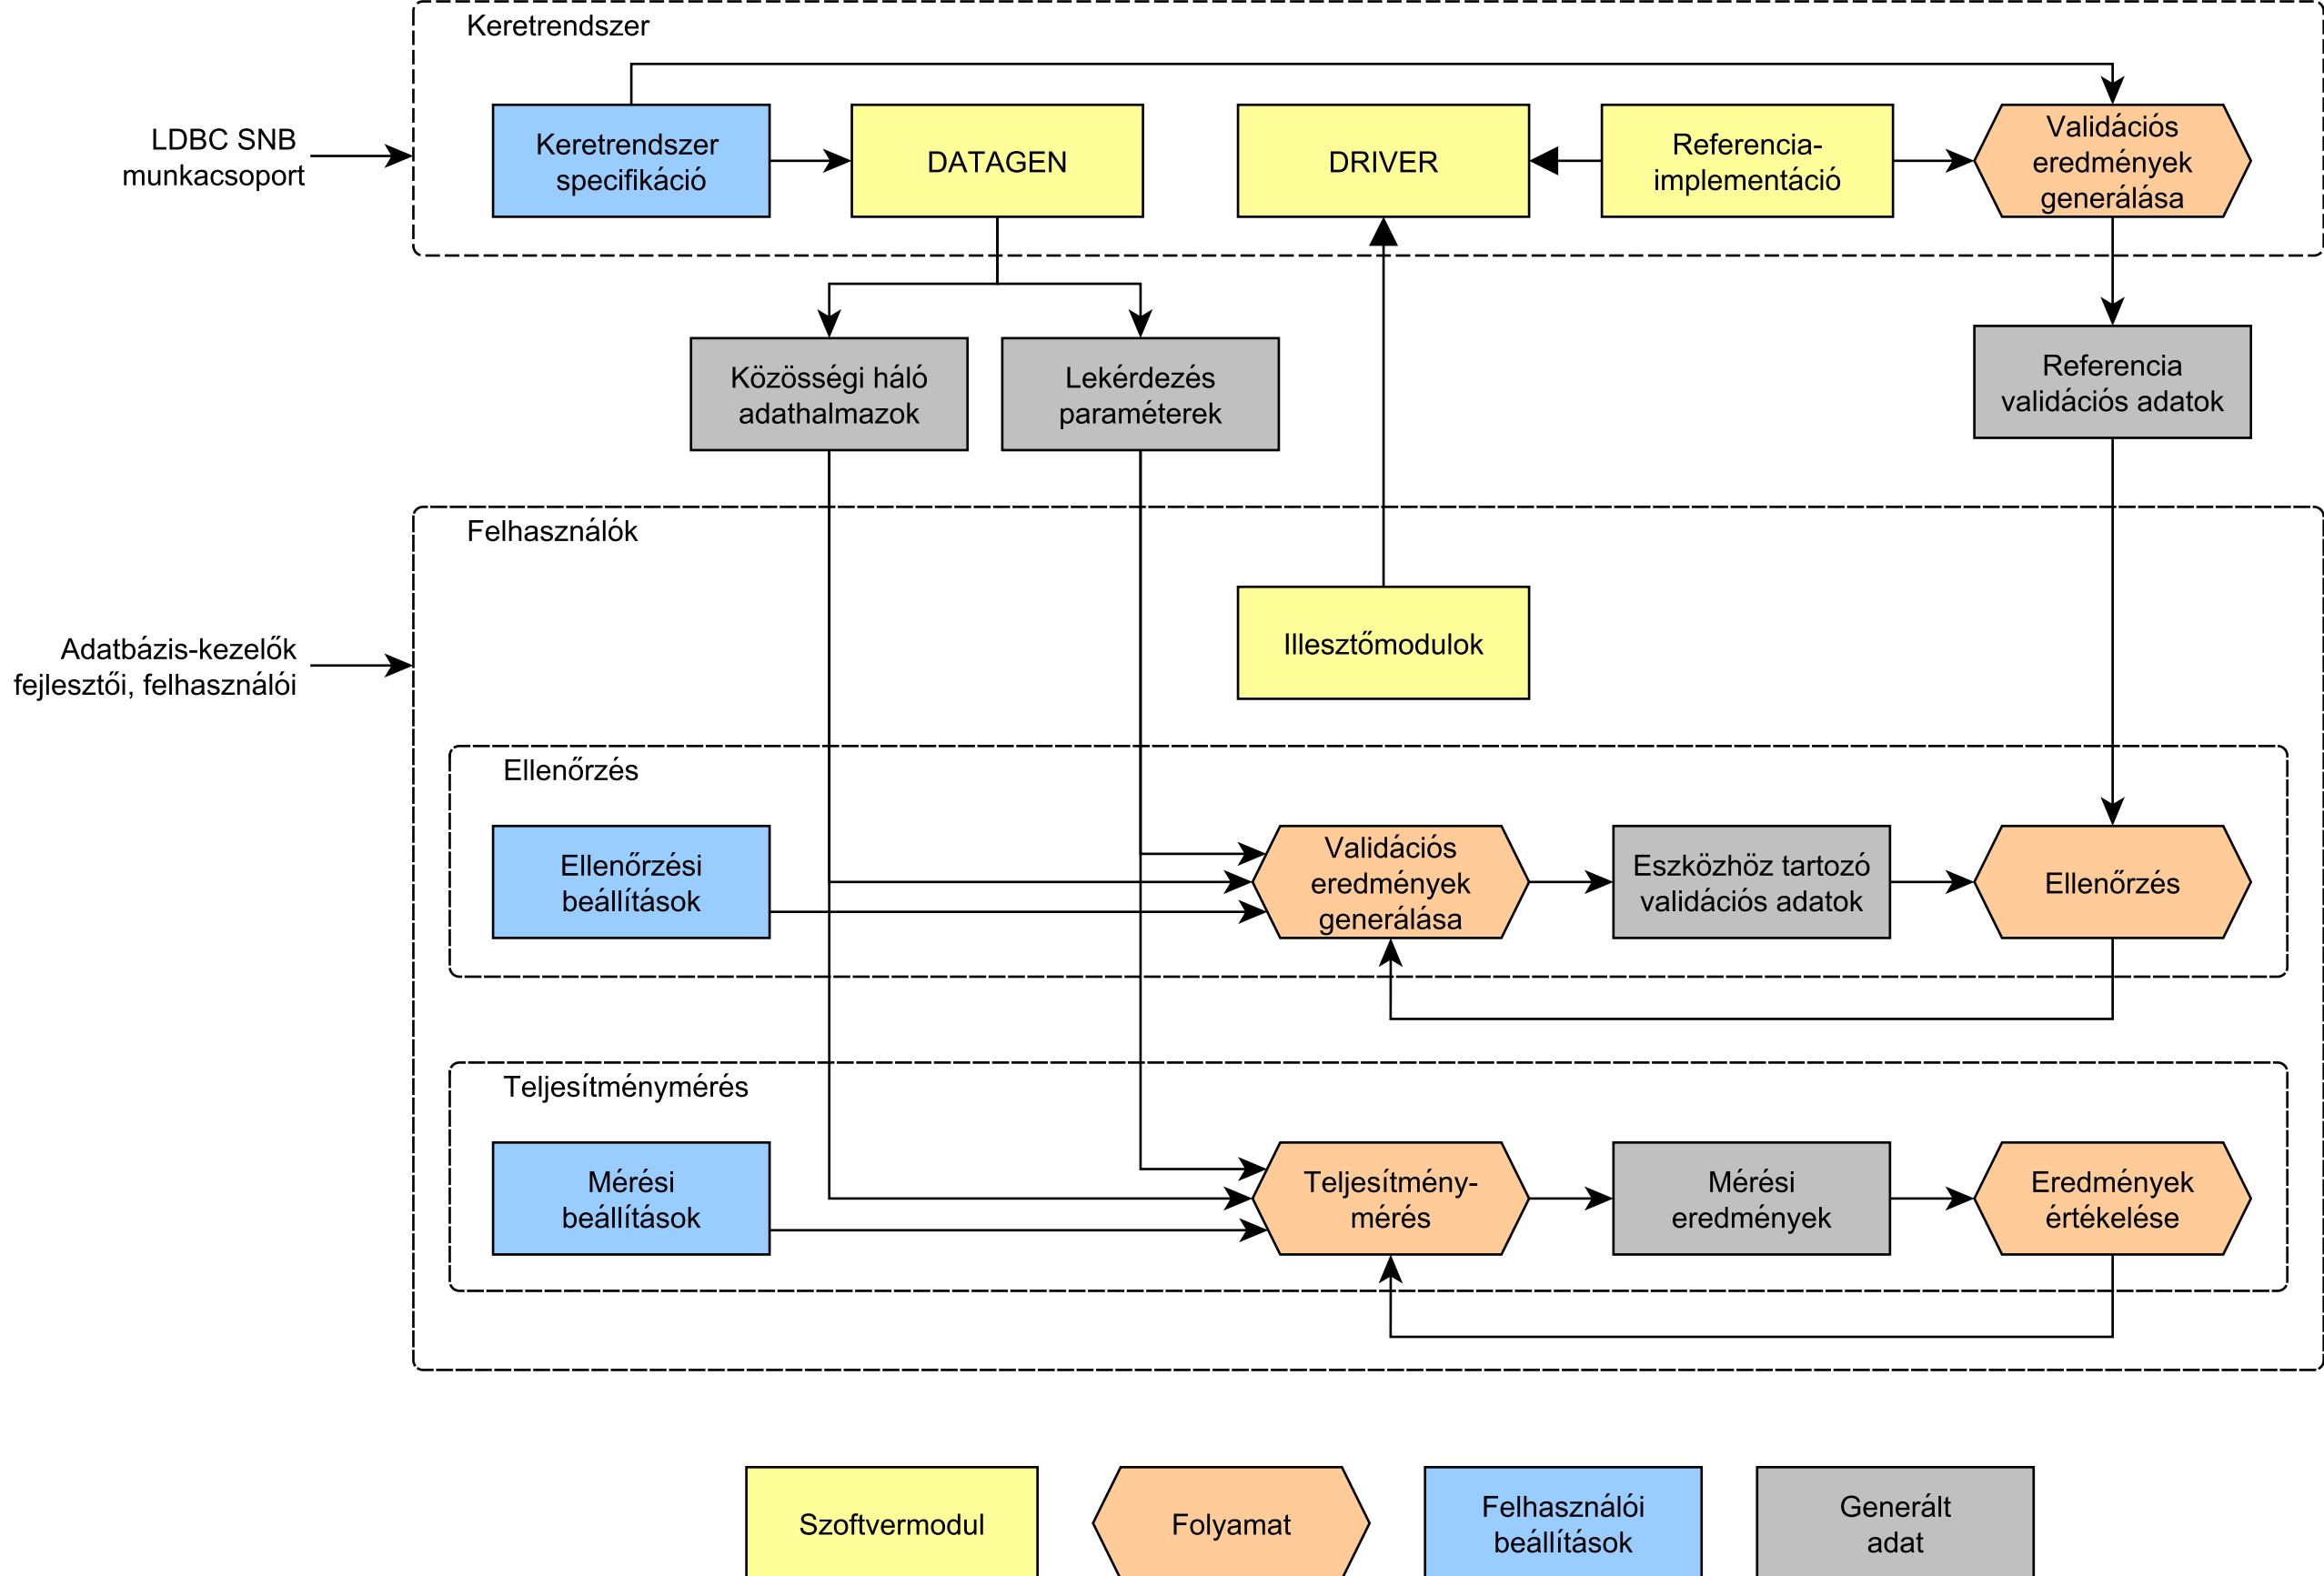 Keretrendszer
LDBC SNB
munkacsoport
Keretrendszer
specifikáció
DATAGEN
DRIVER
Referencia-
implementáció
Validációs
eredmények
generálása
Közösségi háló
adathalmazok
Lekérdezés
paraméterek
Referencia
validációs adatok
Felhasználók
Adatbázis-kezelők
fejlesztői, felhasználói
Illesztőmodulok
Ellenőrzés
Ellenőrzési
beállítások
Validációs
eredmények
generálása
Eszközhöz tartozó
validációs adatok
Ellenőrzés
Teljesítménymérés
Mérési
beállítások
Teljesítmény-
mérés
Mérési
eredmények
Eredmények
értékelése
Szoftvermodul
Folyamat
Felhasználói
beállítások
Generált
adat